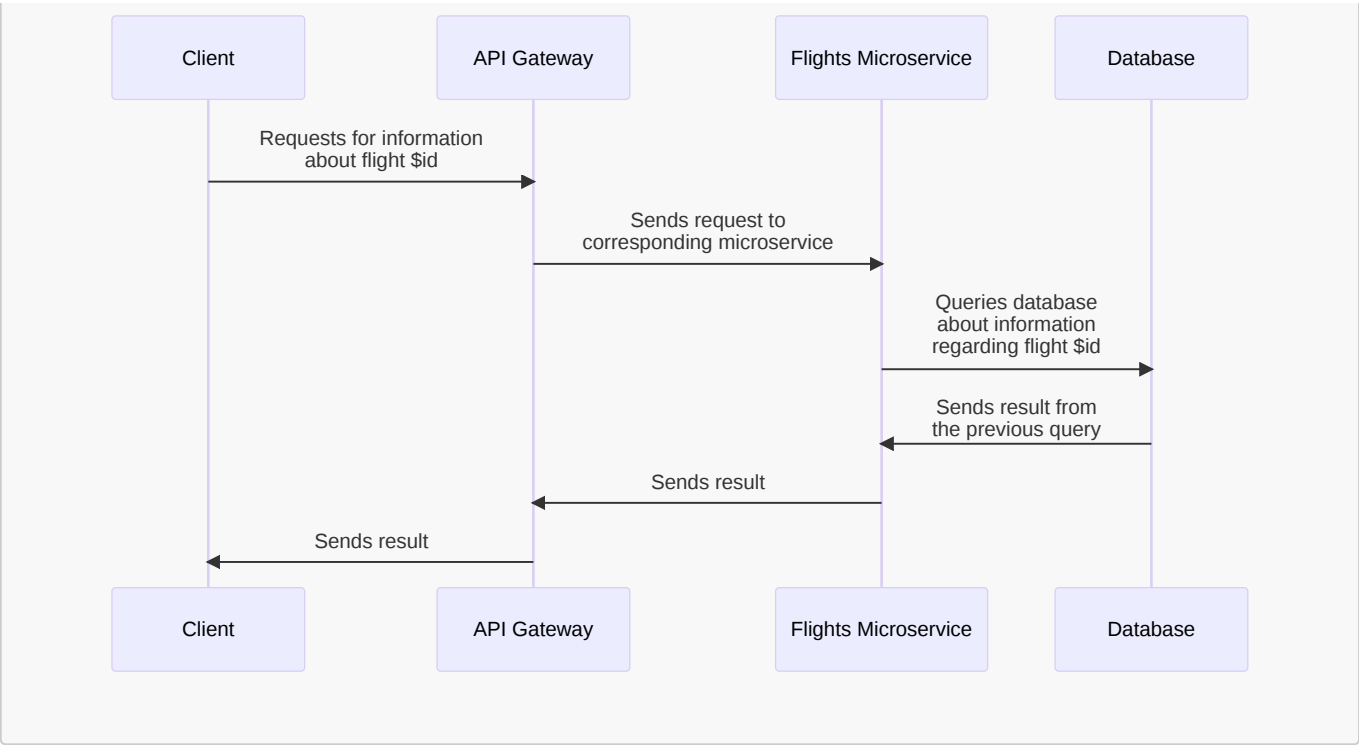 Client
API Gateway
Flights Microservice
Database
Requests for information
about flight $id
Sends request to
corresponding microservice
Queries database
about information
regarding flight $id
Sends result from
the previous query
Sends result
Sends result
Client
API Gateway
Flights Microservice
Database